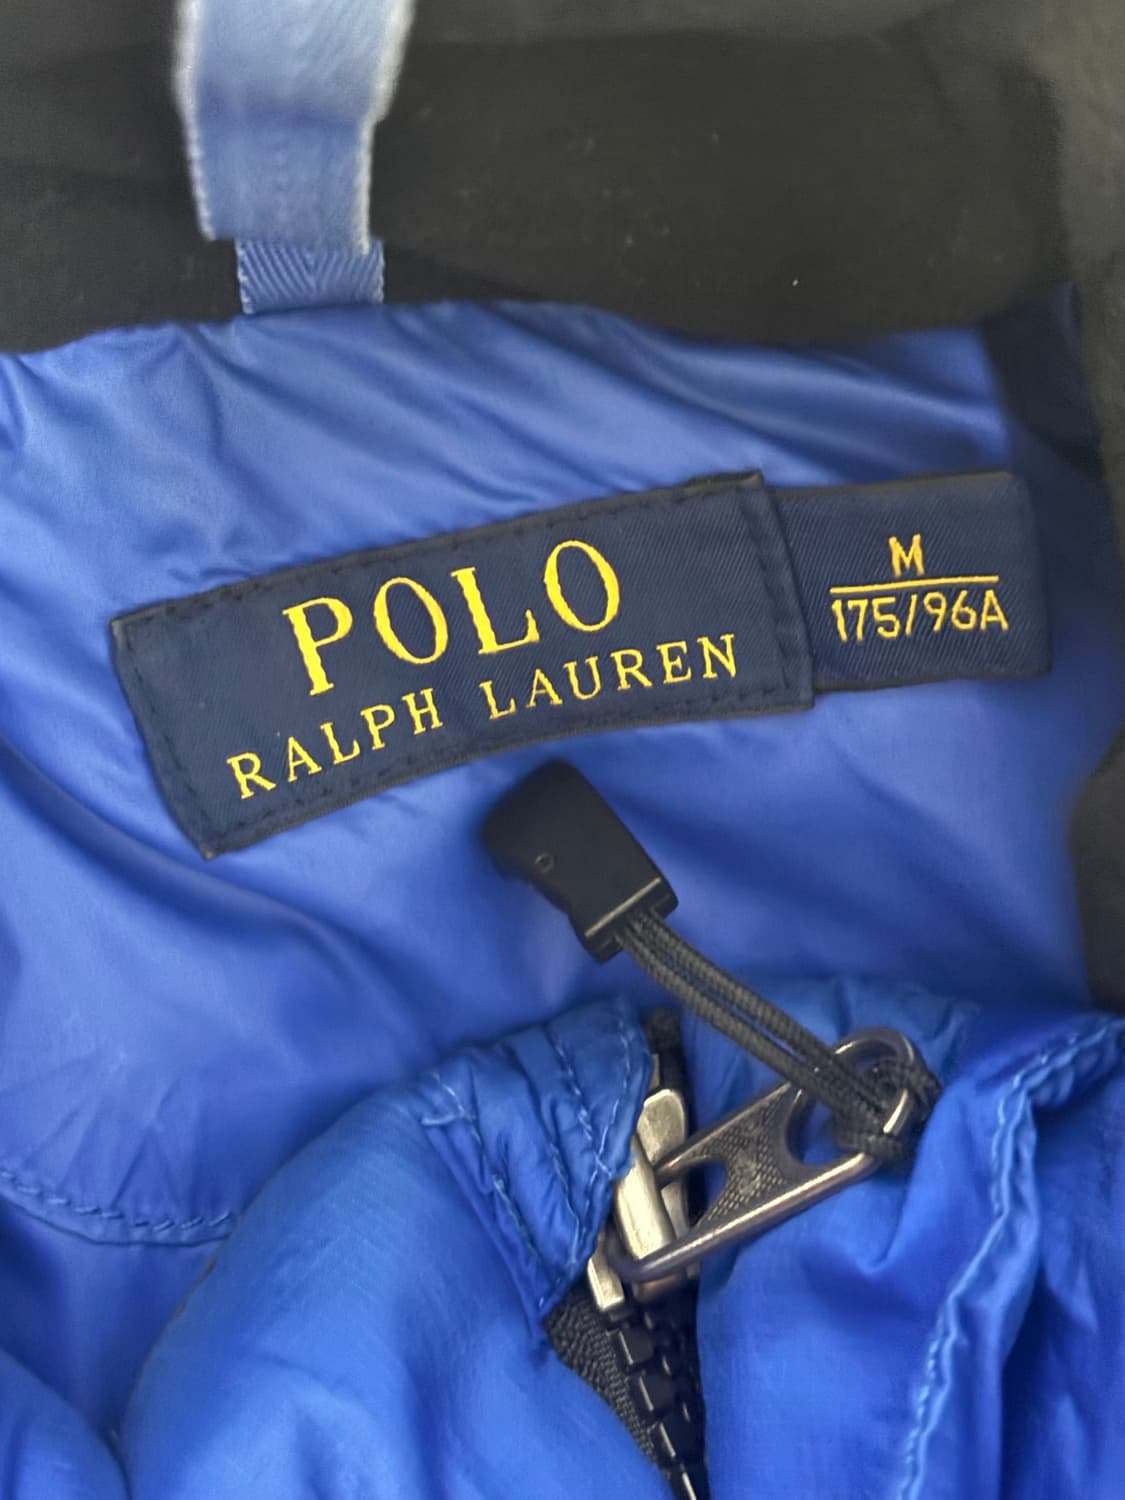 POLO
RALPH LAUREN
M
175/96A